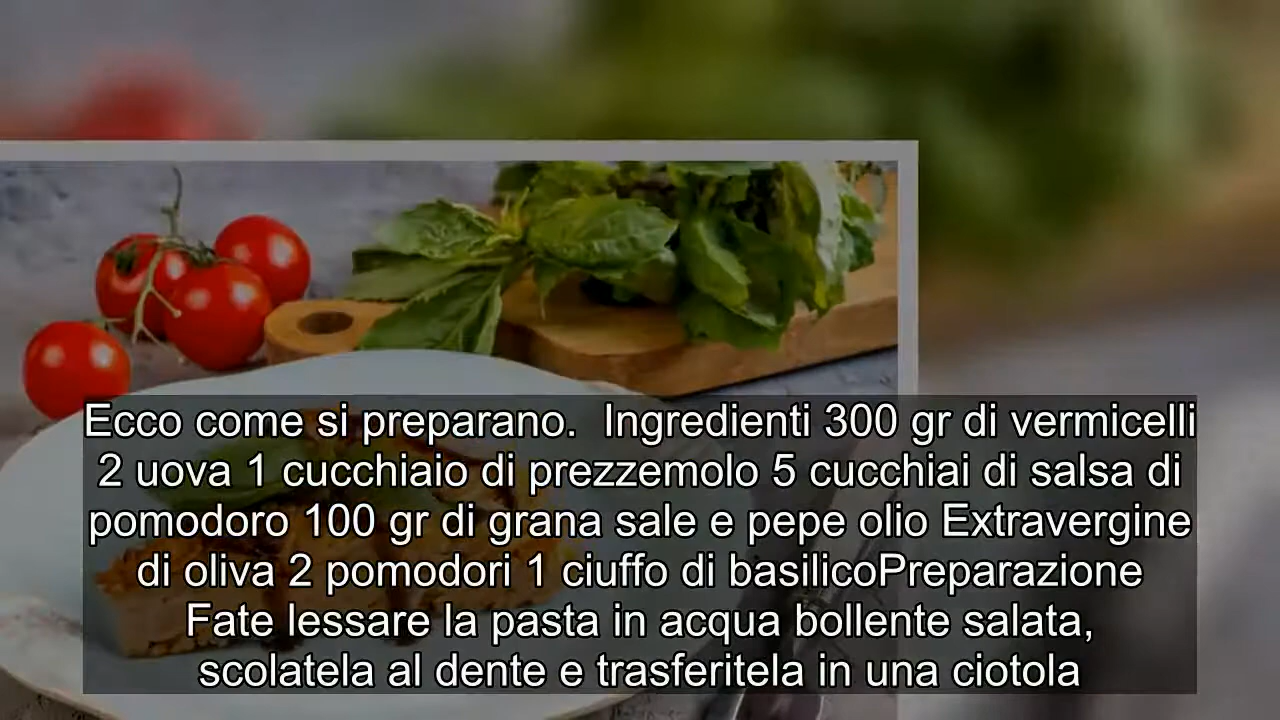 Ecco come si preparano.  Ingredienti 300 gr di vermicelli
2 uova 1 cucchiaio di prezzemolo 5 cucchiai di salsa di
pomodoro 100 gr di grana sale e pepe olio Extravergine
di oliva 2 pomodori 1 ciuffo di basilicoPreparazione
Fate lessare la pasta in acqua bollente salata,
scolatela al dente e trasferitela in una ciotola